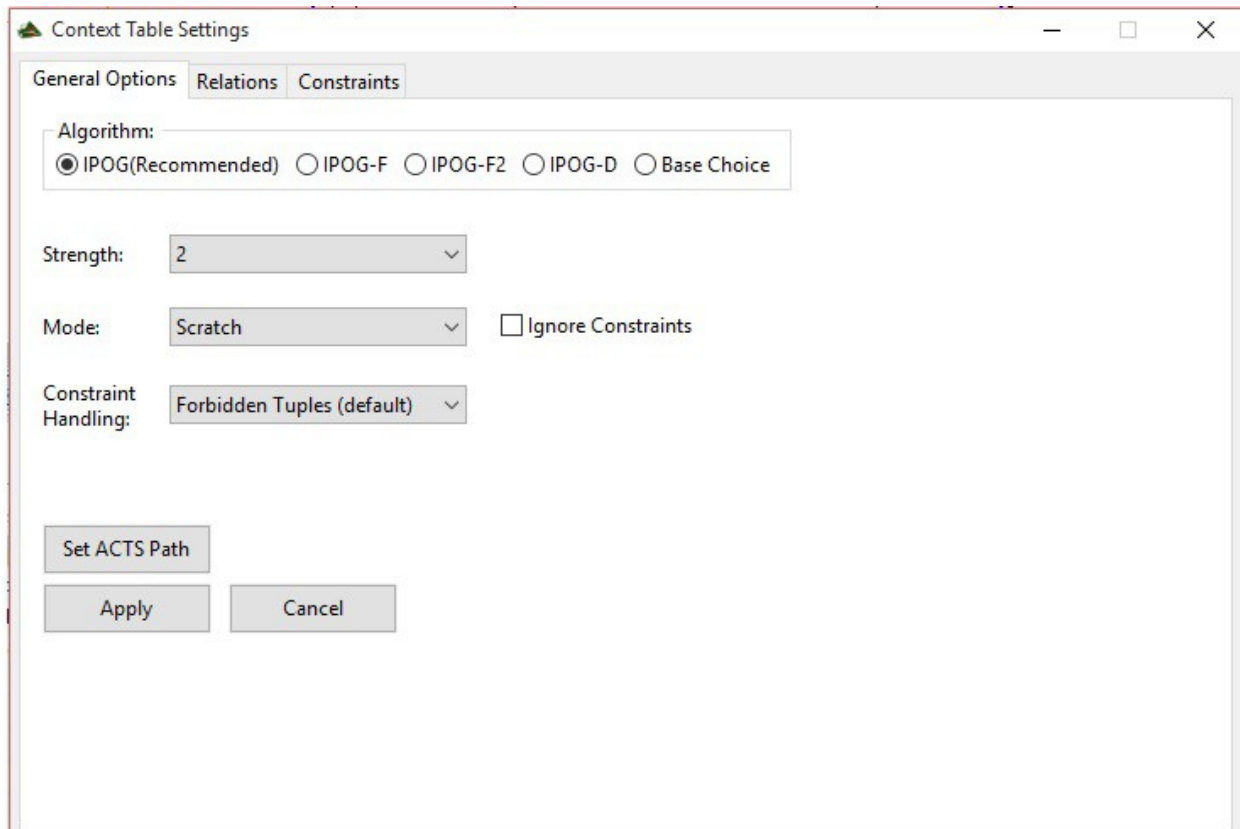 Context Table Settings
General Options Relations Constraints
Algorithm:
IPOG(Recommended) IPOG-F IPOG-F2 IPOG-D Base Choice
Strength: 2
Mode: Scratch Ignore Constraints
Constraint
Handling: Forbidden Tuples (default)
Set ACTS Path
Apply Cancel